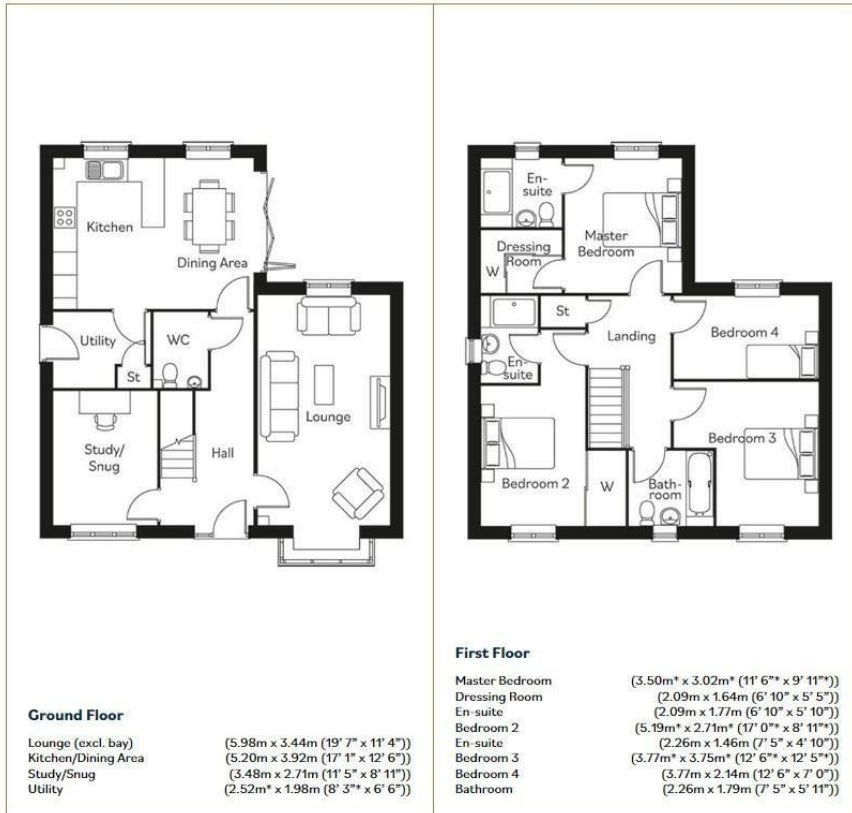 Kitchen
Dining Area
Utility
WC
St
Lounge
Study/
Snug
Hall
Ground Floor
Lounge (excl. bay) (5.98m x 3.44m (19' 7" x 11' 4"))
Kitchen/Dining Area (5.20m x 3.92m (17' 1" x 12' 6"))
Study/Snug (3.48m x 2.71m (11' 5" x 8' 11"))
Utility (2.52m* x 1.98m (8' 3"* x 6' 6"))
En-
suite
Master
Bedroom
Dressing
Room
W
St
Landing
Bedroom 4
En-
suite
Bedroom 3
Bedroom 2
W
Bath-
room
First Floor
Master Bedroom (3.50m* x 3.02m* (11' 6"* x 9' 11"*))
Dressing Room (2.09m x 1.64m (6' 10" x 5' 5"))
En-suite (2.09m x 1.77m (6' 10" x 5' 10"))
Bedroom 2 (5.19m* x 2.71m* (17' 0"* x 8' 11"*))
En-suite (2.26m x 1.46m (7' 5" x 4' 10"))
Bedroom 3 (3.77m* x 3.75m* (12' 6"* x 12' 5"*))
Bedroom 4 (3.77m x 2.14m (12' 6" x 7' 0"))
Bathroom (2.26m x 1.79m (7' 5" x 5' 11"))